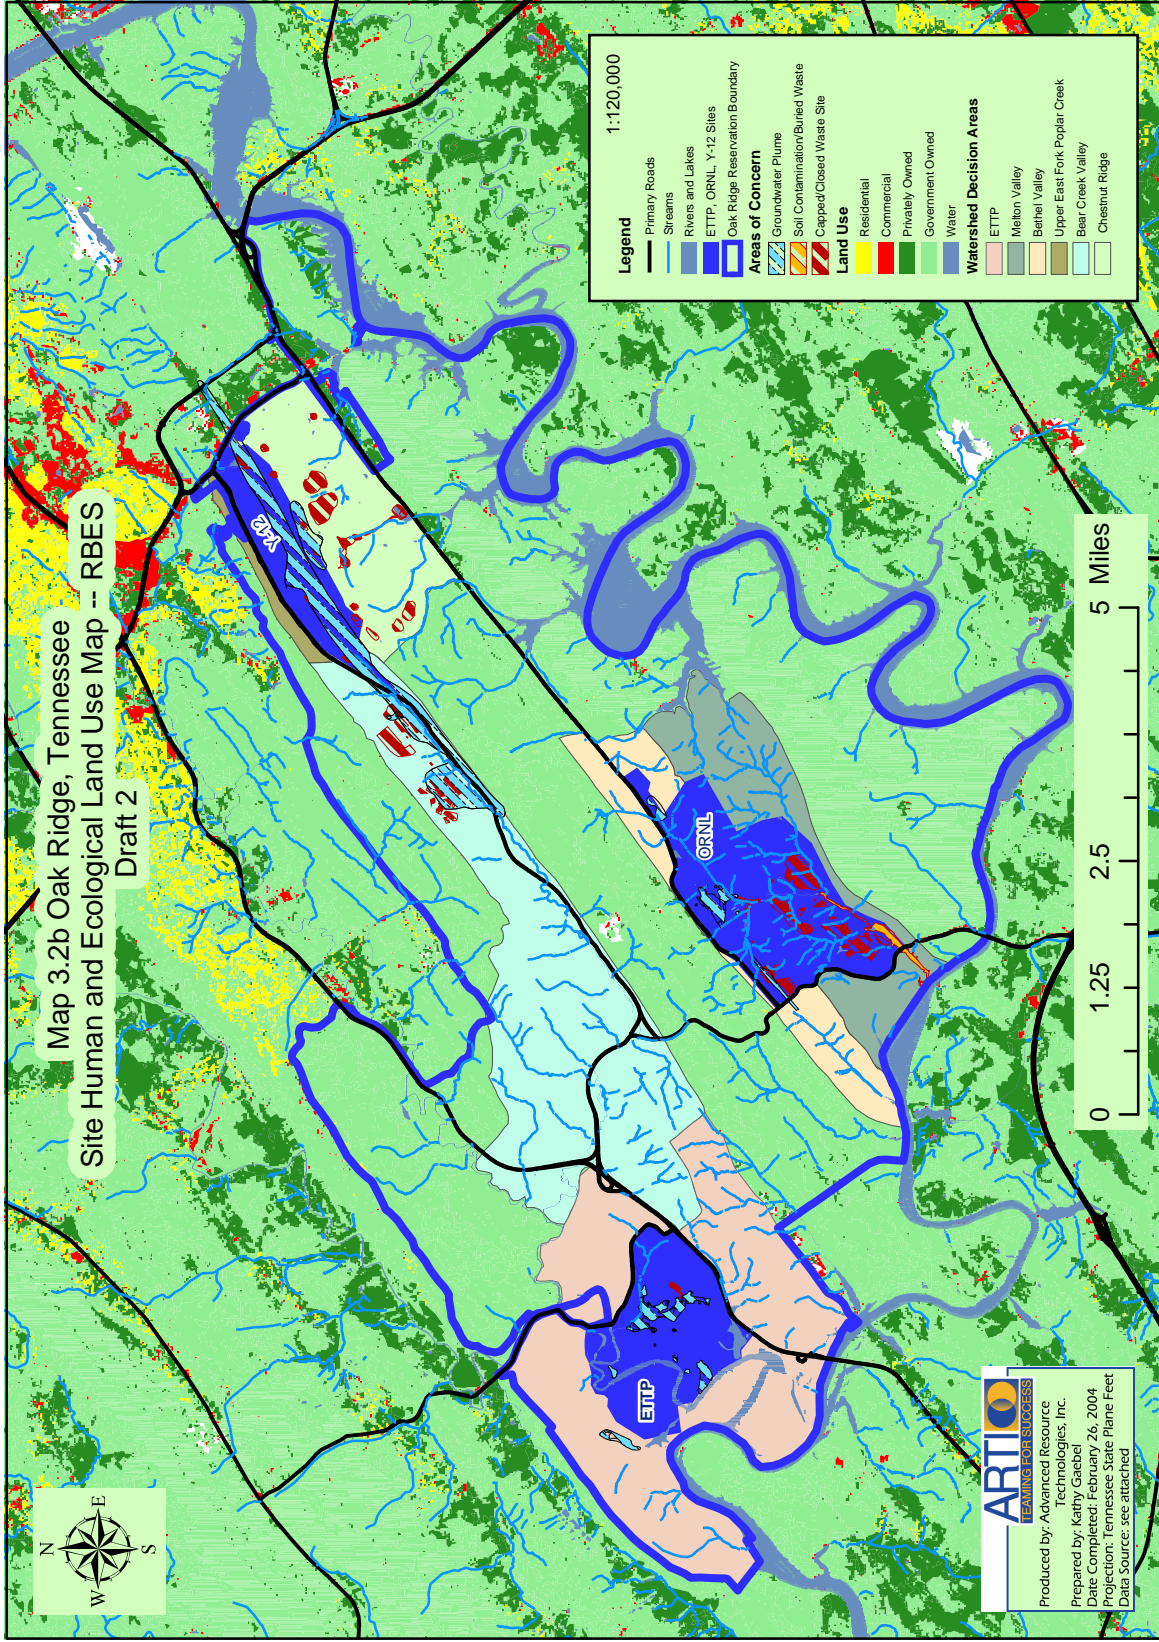 Map 3.2b Oak Ridge, Tennessee
Site Human and Ecological Land Use Map -- RBES
Draft 2
N
W
E
S
Y-12
ORNL
ETTP
1:120,000
Legend
Primary Roads
Streams
Rivers and Lakes
ETTP, ORNL, Y-12 Sites
Oak Ridge Reservation Boundary
Areas of Concern
Groundwater Plume
Soil Contamination/Buried Waste
Capped/Closed Waste Site
Land Use
Residential
Commercial
Privately Owned
Government Owned
Water
Watershed Decision Areas
ETTP
Melton Valley
Bethel Valley
Upper East Fork Poplar Creek
Bear Creek Valley
Chestnut Ridge
0 1.25 2.5 5 Miles
ARTI
TEAMING FOR SUCCESS
Produced by: Advanced Resource
Technologies, Inc.
Prepared by: Kathy Gaebel
Date Completed: February 26, 2004
Projection: Tennessee State Plane Feet
Data Source: see attached